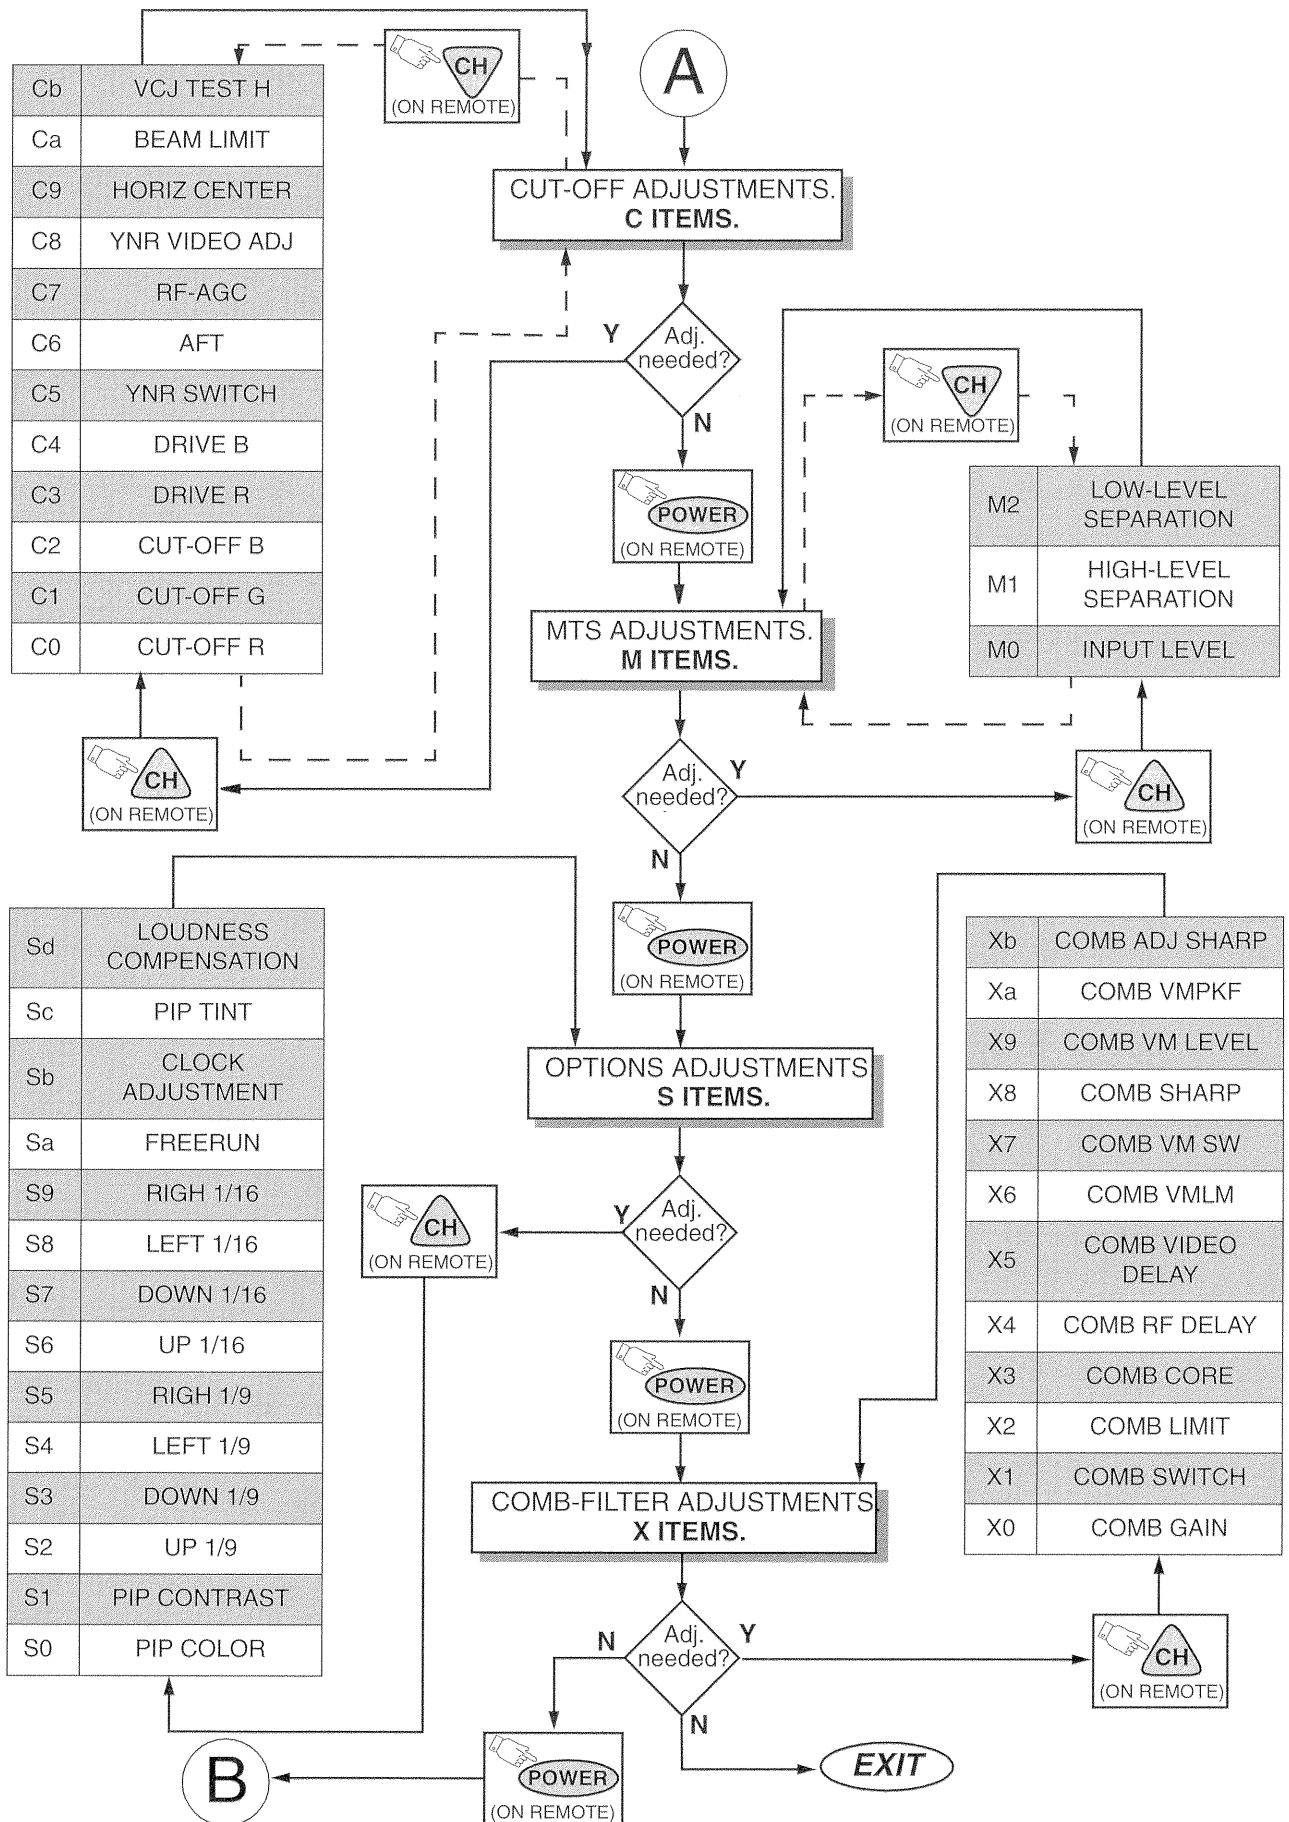 CH
(ON REMOTE)
A
Cb VCJ TEST H
Ca BEAM LIMIT
C9 HORIZ CENTER
C8 YNR VIDEO ADJ
C7 RF-AGC
C6 AFT
C5 YNR SWITCH
C4 DRIVE B
C3 DRIVE R
C2 CUT-OFF B
C1 CUT-OFF G
C0 CUT-OFF R
CH
(ON REMOTE)
CUT-OFF ADJUSTMENTS.
C ITEMS.
Y
Adj.
needed?
N
POWER
(ON REMOTE)
CH
(ON REMOTE)
M2 LOW-LEVEL
SEPARATION
M1 HIGH-LEVEL
SEPARATION
M0 INPUT LEVEL
MTS ADJUSTMENTS.
M ITEMS.
Adj.
needed?
Y
N
CH
(ON REMOTE)
POWER
(ON REMOTE)
Sd LOUDNESS
COMPENSATION
Sc PIP TINT
Sb CLOCK
ADJUSTMENT
Sa FREERUN
S9 RIGH 1/16
S8 LEFT 1/16
S7 DOWN 1/16
S6 UP 1/16
S5 RIGH 1/9
S4 LEFT 1/9
S3 DOWN 1/9
S2 UP 1/9
S1 PIP CONTRAST
S0 PIP COLOR
OPTIONS ADJUSTMENTS
S ITEMS.
Y
Adj.
needed?
N
CH
(ON REMOTE)
POWER
(ON REMOTE)
Xb COMB ADJ SHARP
Xa COMB VMPKF
X9 COMB VM LEVEL
X8 COMB SHARP
X7 COMB VM SW
X6 COMB VMLM
X5 COMB VIDEO
DELAY
X4 COMB RF DELAY
X3 COMB CORE
X2 COMB LIMIT
X1 COMB SWITCH
X0 COMB GAIN
COMB-FILTER ADJUSTMENTS.
X ITEMS.
N
Adj.
needed?
Y
N
CH
(ON REMOTE)
B
POWER
(ON REMOTE)
EXIT